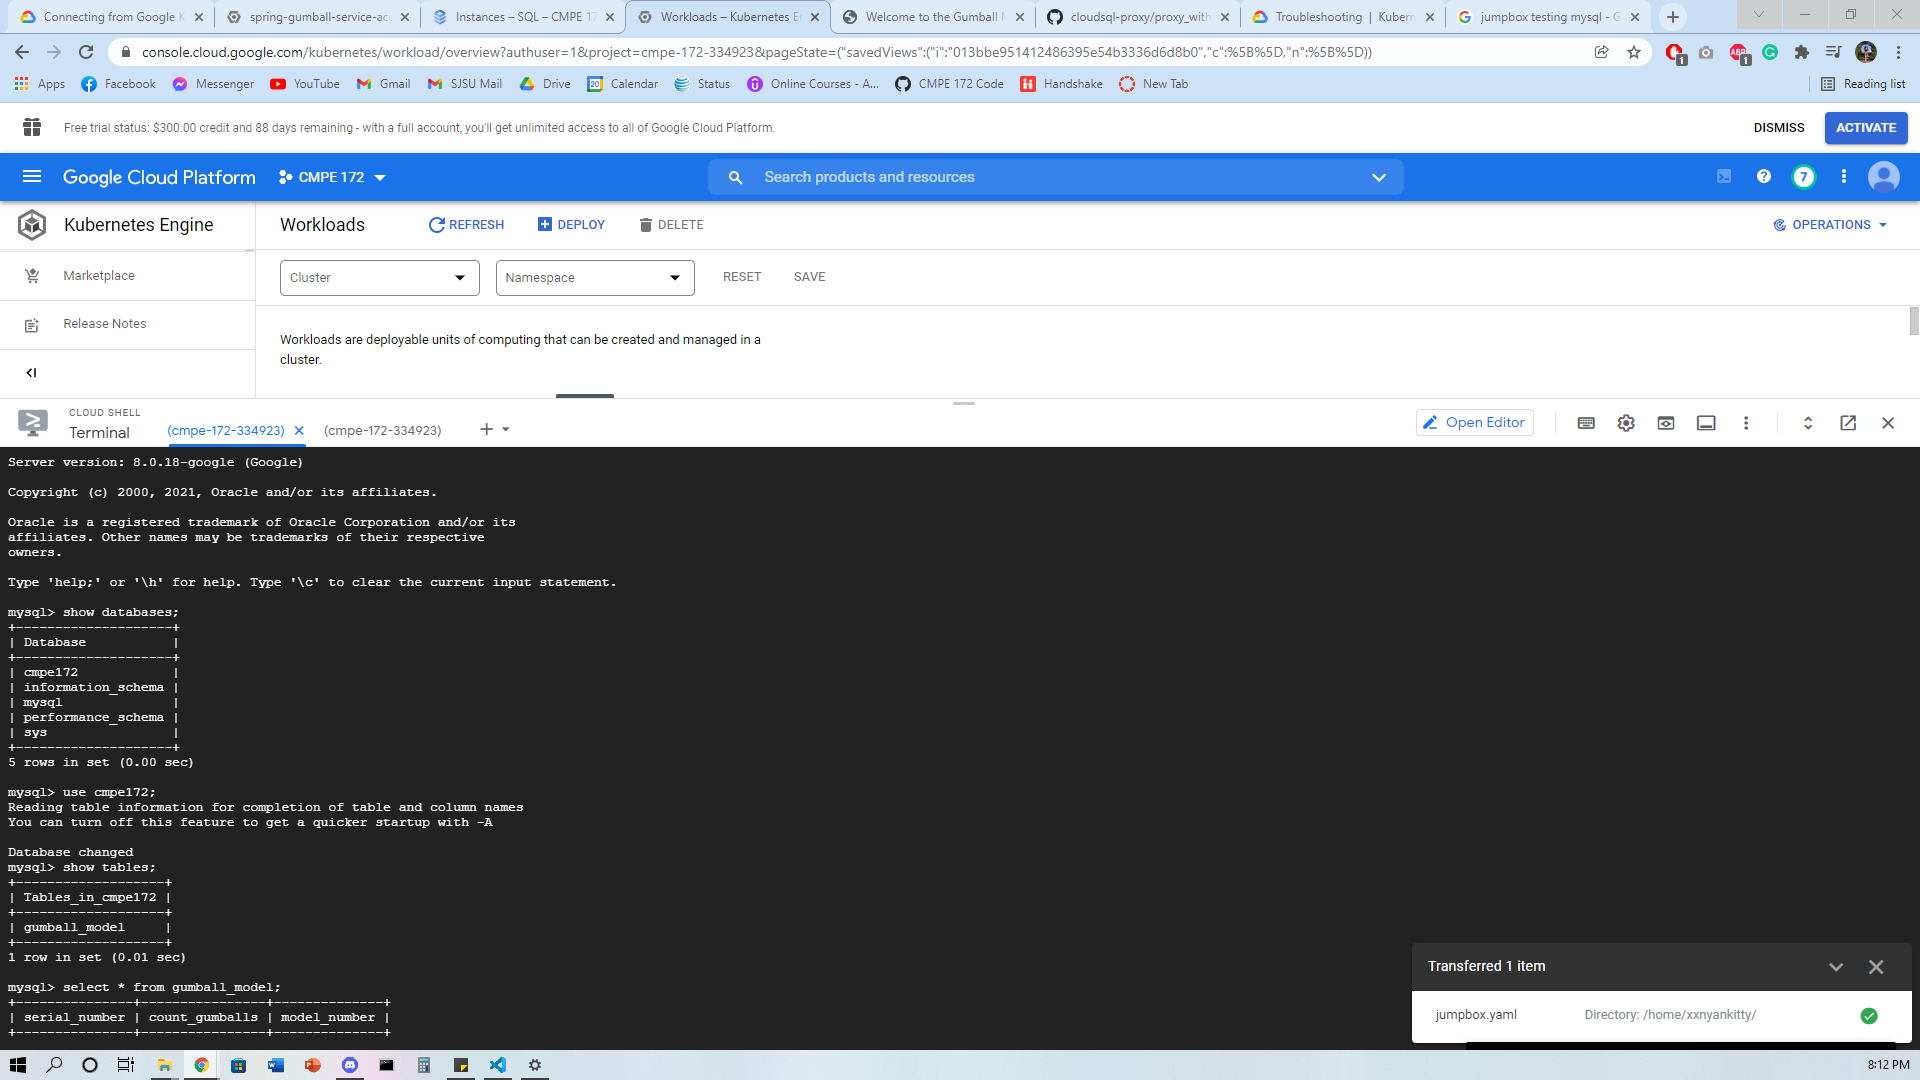 Connecting from Google K
spring-gumball-service-acc
Instances – SQL – CMPE 17
Workloads – Kubernetes En
Welcome to the Gumball M
cloudsql-proxy/proxy_with
Troubleshooting | Kubern
jumpbox testing mysql - G
console.cloud.google.com/kubernetes/workload/overview?authuser=1&project=cmpe-172-334923&pageState=("savedViews":("i":"013bbe951412486395e54b3336d6d8b0","c":%5B%5D,"n":%5B%5D))
1
ABP
1
Apps
Facebook
Messenger
YouTube
Gmail
SJSU Mail
Drive
20
Calendar
Status
Online Courses - A...
CMPE 172 Code
Handshake
New Tab
Reading list
Free trial status: $300.00 credit and 88 days remaining - with a full account, you'll get unlimited access to all of Google Cloud Platform.
DISMISS
ACTIVATE
Google Cloud Platform
CMPE 172
Search products and resources
7
Kubernetes Engine
Workloads
REFRESH
DEPLOY
DELETE
OPERATIONS
Marketplace
Cluster
Namespace
RESET
SAVE
Release Notes
Workloads are deployable units of computing that can be created and managed in a
cluster.
CLOUD SHELL
Terminal
(cmpe-172-334923)
(cmpe-172-334923)
Open Editor
Server version: 8.0.18-google (Google)
Copyright (c) 2000, 2021, Oracle and/or its affiliates.
Oracle is a registered trademark of Oracle Corporation and/or its
affiliates. Other names may be trademarks of their respective
owners.
Type 'help;' or '\h' for help. Type '\c' to clear the current input statement.
mysql> show databases;
+--------------------+
| Database           |
+--------------------+
| cmpe172            |
| information_schema |
| mysql              |
| performance_schema |
| sys                |
+--------------------+
5 rows in set (0.00 sec)
mysql> use cmpe172;
Reading table information for completion of table and column names
You can turn off this feature to get a quicker startup with -A
Database changed
mysql> show tables;
+-------------------+
| Tables_in_cmpe172 |
+-------------------+
| gumball_model     |
+-------------------+
1 row in set (0.01 sec)
mysql> select * from gumball_model;
+---------------+----------------+--------------+
| serial_number | count_gumballs | model_number |
+---------------+----------------+--------------+
Transferred 1 item
jumpbox.yaml
Directory: /home/xxnyankitty/
8:12 PM